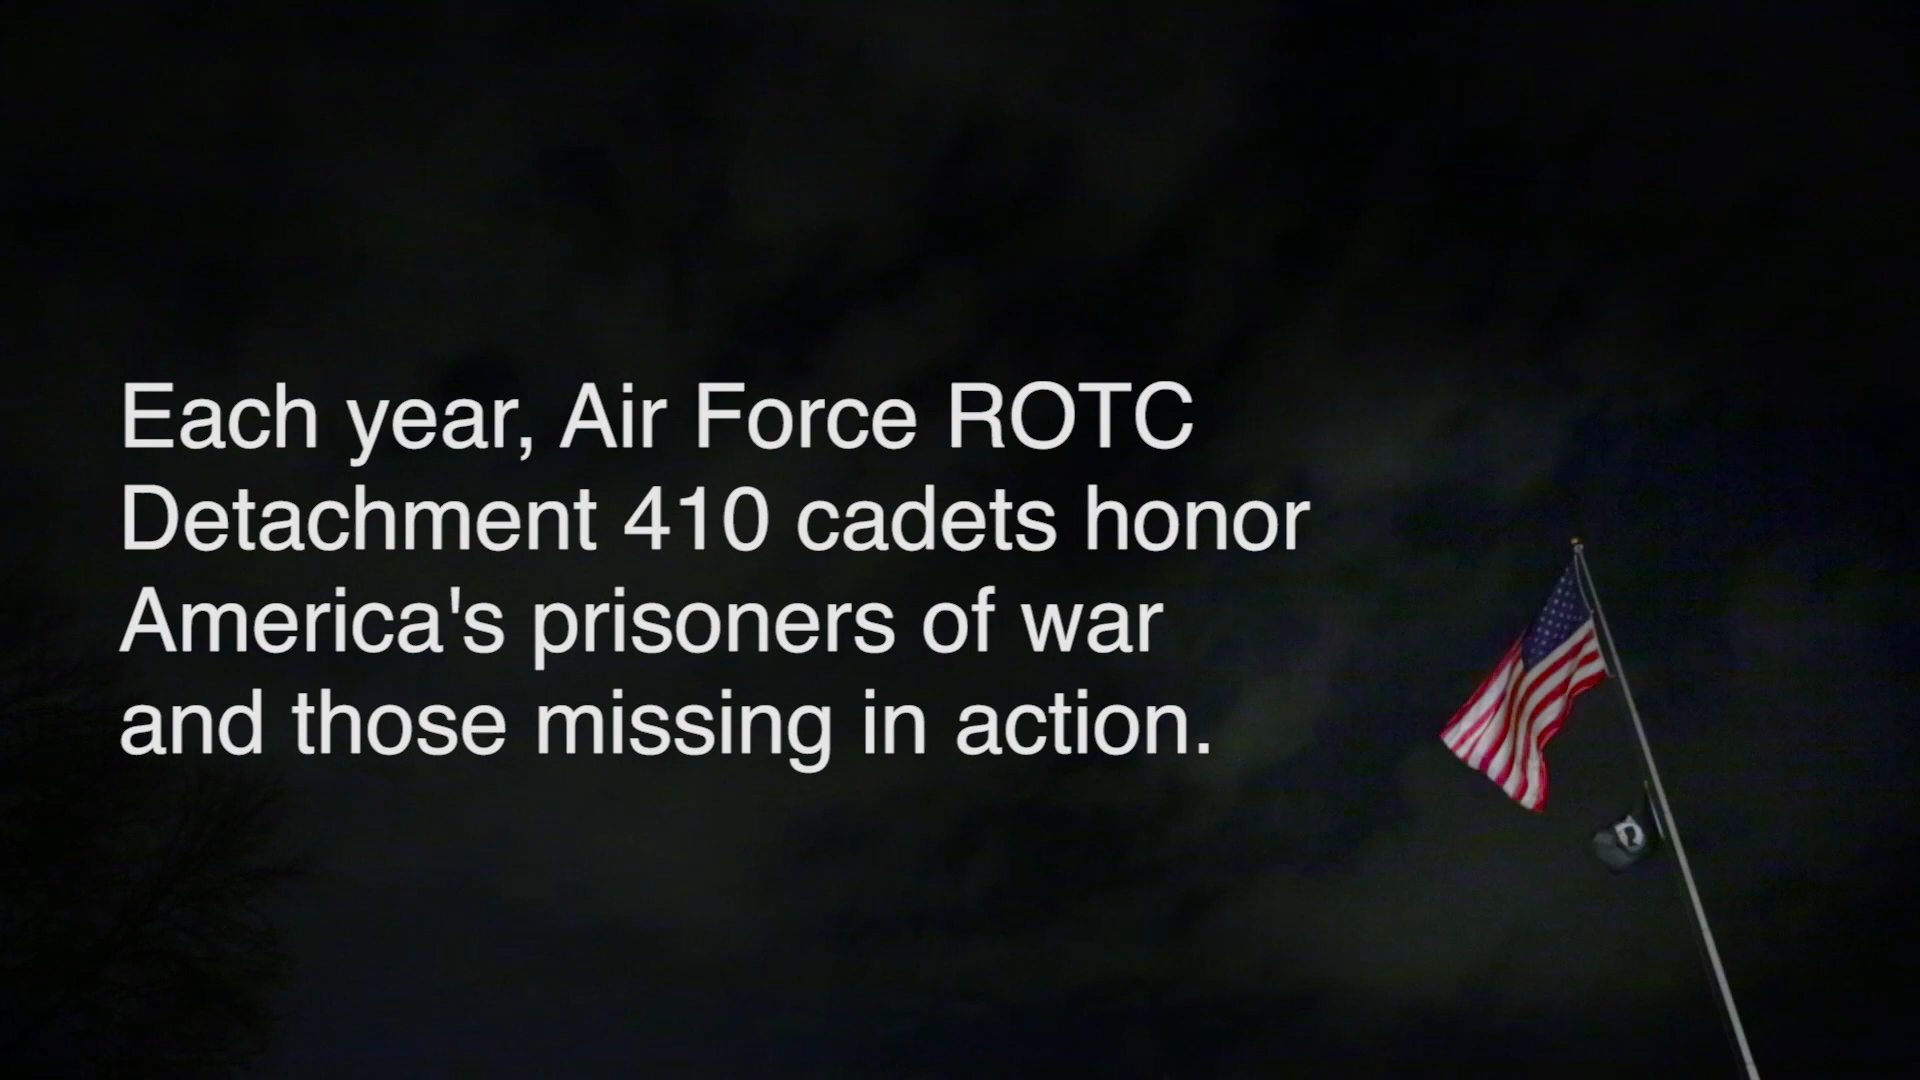 Each year, Air Force ROTC
Detachment 410 cadets honor
America's prisoners of war
and those missing in action.